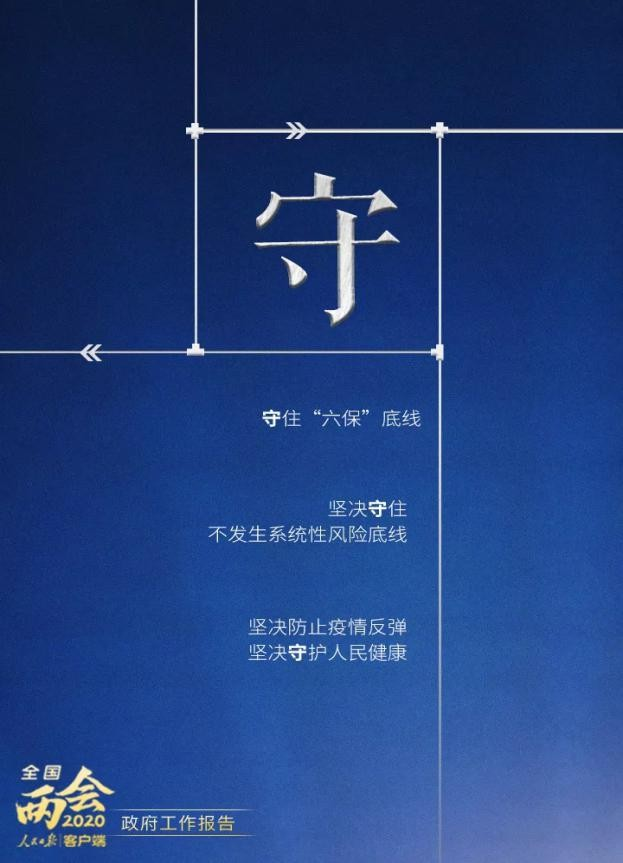 守
守住“六保”底线
坚决守住
不发生系统性风险底线
坚决防止疫情反弹
坚决守护人民健康
全国
两会
2020
人民日报 客户端
政府工作报告